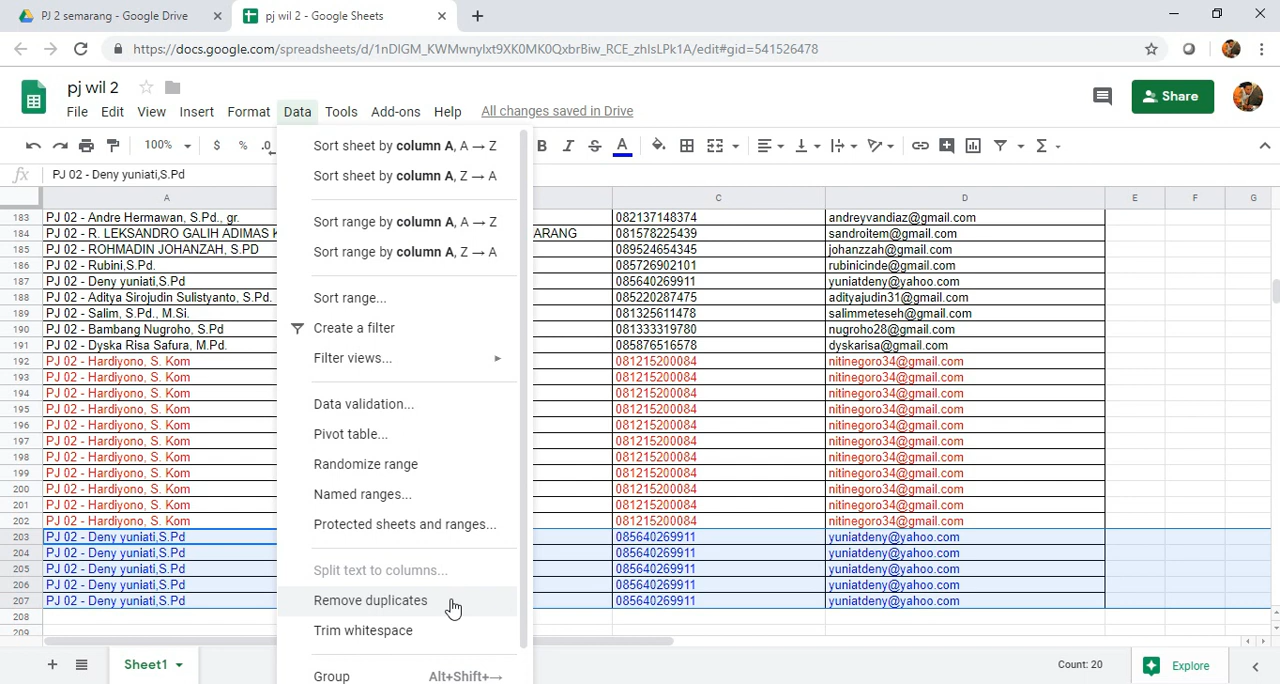 PJ 2 semarang - Google Drive
pj wil 2 - Google Sheets
https://docs.google.com/spreadsheets/d/1nDIGM_KWMwnylxt9XK0MK0QxbrBiw_RCE_zhlsLPk1A/edit#gid=541526478
pj wil 2
File Edit View Insert Format Data Tools Add-ons Help All changes saved in Drive
Share
100% $ % .0 B I S A Σ
fx PJ 02 - Deny yuniati,S.Pd
A C D E F G
183 PJ 02 - Andre Hermawan, S.Pd., gr. 082137148374 andreyvandiaz@gmail.com
184 PJ 02 - R. LEKSANDRO GALIH ADIMAS K ARANG 081578225439 sandroitem@gmail.com
185 PJ 02 - ROHMADIN JOHANZAH, S.PD 089524654345 johanzzah@gmail.com
186 PJ 02 - Rubini,S.Pd. 085726902101 rubinicinde@gmail.com
187 PJ 02 - Deny yuniati,S.Pd 085640269911 yuniatdeny@yahoo.com
188 PJ 02 - Aditya Sirojudin Sulistyanto, S.Pd. 085220287475 adityajudin31@gmail.com
189 PJ 02 - Salim, S.Pd., M.Si. 081325611478 salimmeteseh@gmail.com
190 PJ 02 - Bambang Nugroho, S.Pd 081333319780 nugroho28@gmail.com
191 PJ 02 - Dyska Risa Safura, M.Pd. 085876516578 dyskarisa@gmail.com
192 PJ 02 - Hardiyono, S. Kom 081215200084 nitinegoro34@gmail.com
193 PJ 02 - Hardiyono, S. Kom 081215200084 nitinegoro34@gmail.com
194 PJ 02 - Hardiyono, S. Kom 081215200084 nitinegoro34@gmail.com
195 PJ 02 - Hardiyono, S. Kom 081215200084 nitinegoro34@gmail.com
196 PJ 02 - Hardiyono, S. Kom 081215200084 nitinegoro34@gmail.com
197 PJ 02 - Hardiyono, S. Kom 081215200084 nitinegoro34@gmail.com
198 PJ 02 - Hardiyono, S. Kom 081215200084 nitinegoro34@gmail.com
199 PJ 02 - Hardiyono, S. Kom 081215200084 nitinegoro34@gmail.com
200 PJ 02 - Hardiyono, S. Kom 081215200084 nitinegoro34@gmail.com
201 PJ 02 - Hardiyono, S. Kom 081215200084 nitinegoro34@gmail.com
202 PJ 02 - Hardiyono, S. Kom 081215200084 nitinegoro34@gmail.com
203 PJ 02 - Deny yuniati,S.Pd 085640269911 yuniatdeny@yahoo.com
204 PJ 02 - Deny yuniati,S.Pd 085640269911 yuniatdeny@yahoo.com
205 PJ 02 - Deny yuniati,S.Pd 085640269911 yuniatdeny@yahoo.com
206 PJ 02 - Deny yuniati,S.Pd 085640269911 yuniatdeny@yahoo.com
207 PJ 02 - Deny yuniati,S.Pd 085640269911 yuniatdeny@yahoo.com
208
209
Sort sheet by column A, A → Z
Sort sheet by column A, Z → A
Sort range by column A, A → Z
Sort range by column A, Z → A
Sort range...
Create a filter
Filter views...
Data validation...
Pivot table...
Randomize range
Named ranges...
Protected sheets and ranges...
Split text to columns...
Remove duplicates
Trim whitespace
Group Alt+Shift+→
Sheet1
Count: 20
Explore